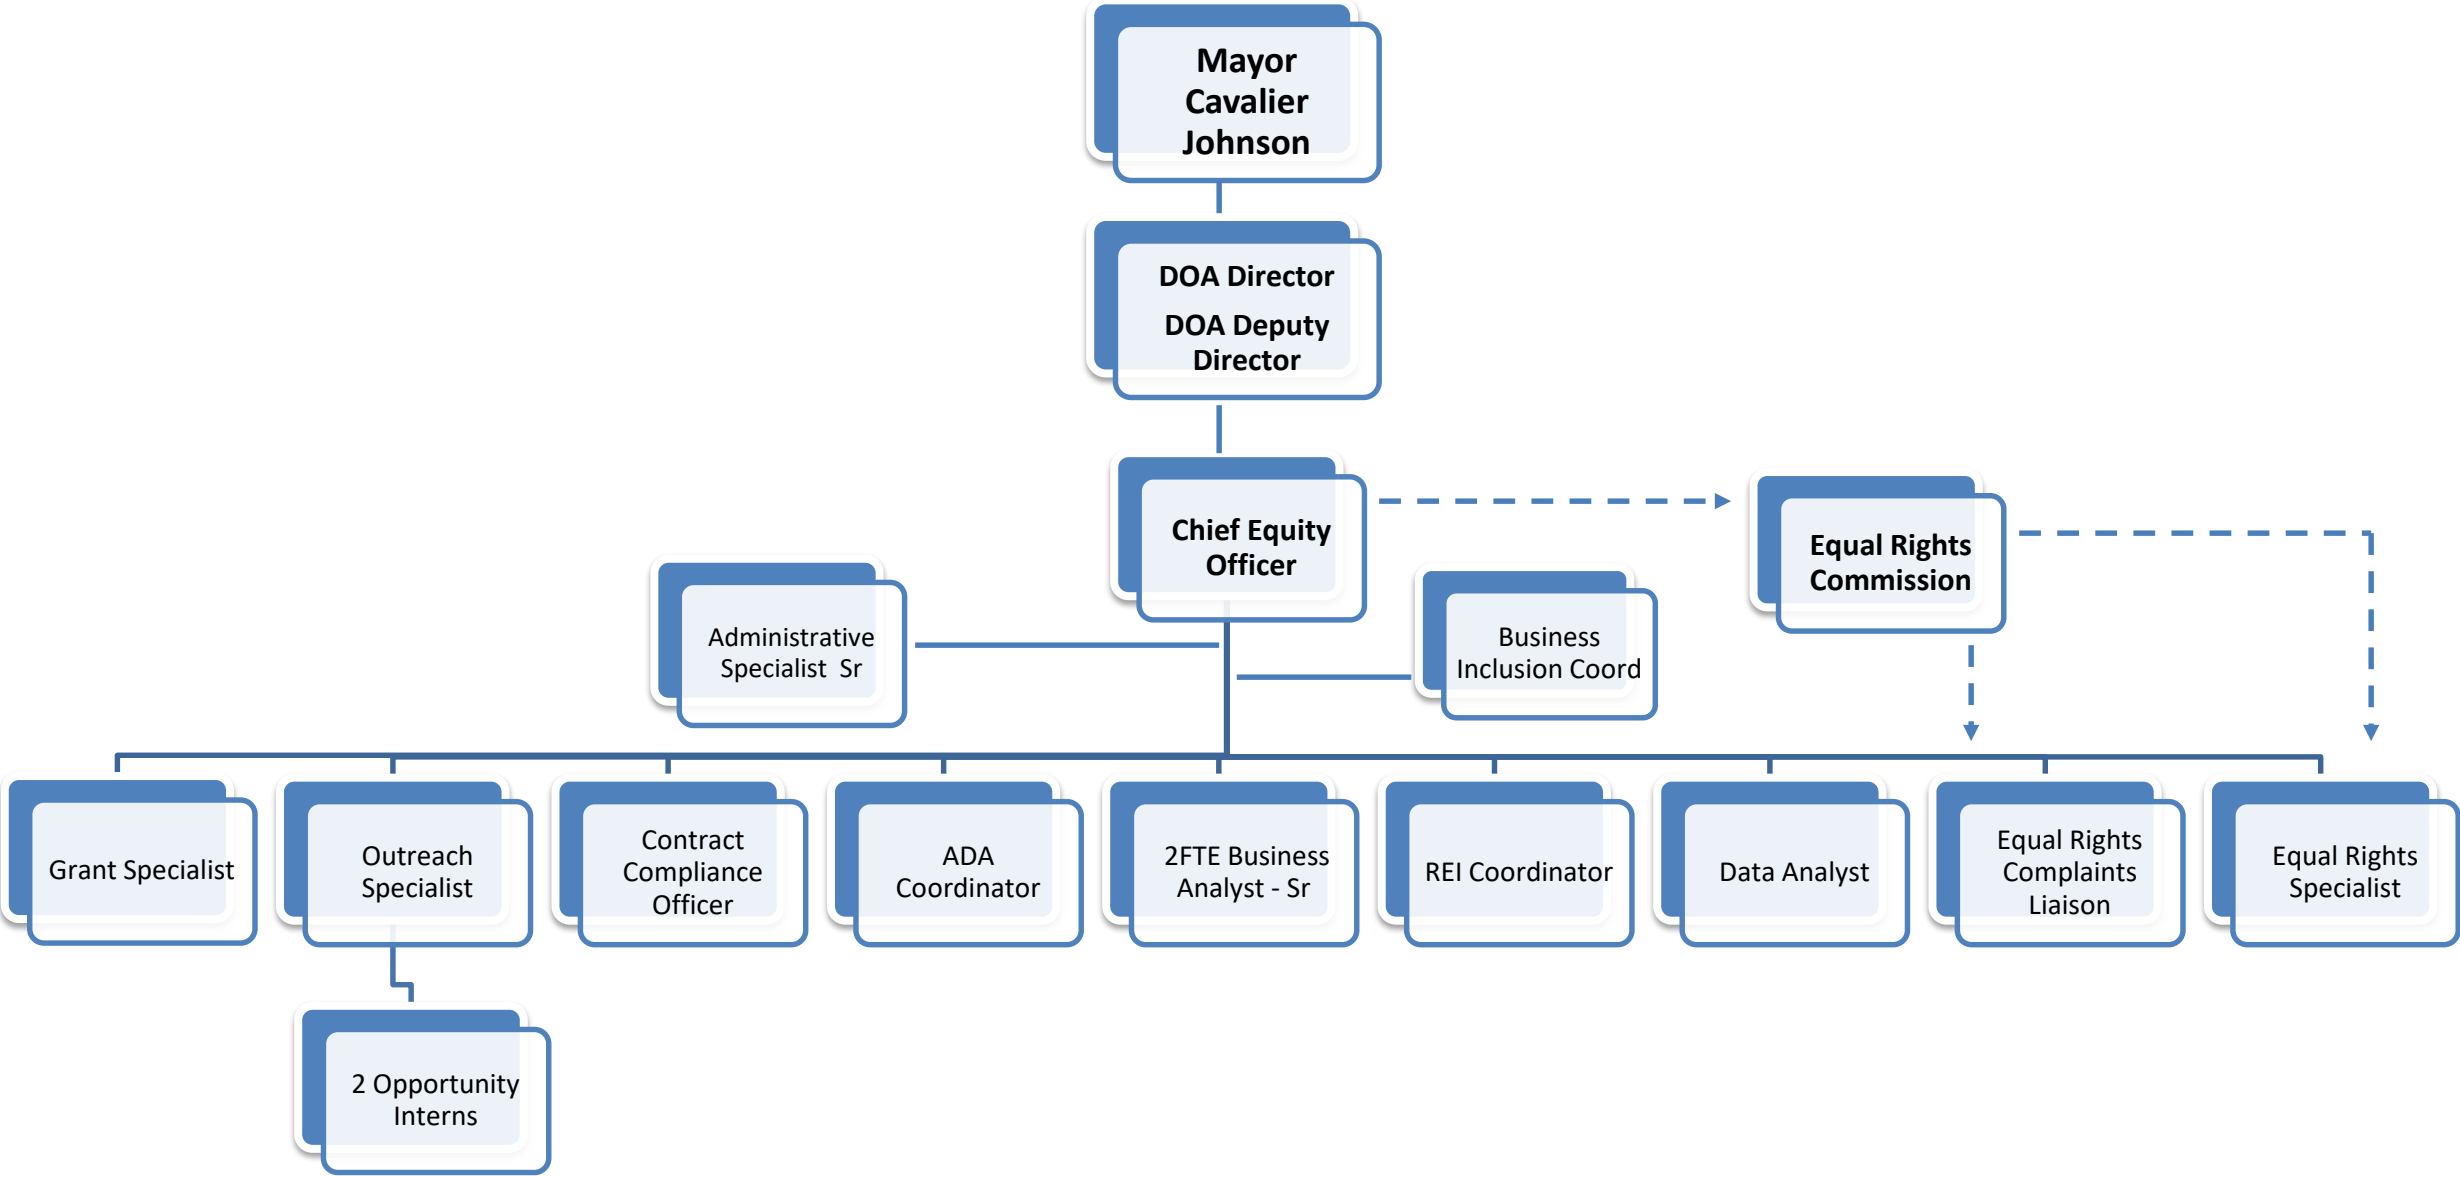 Mayor
Cavalier
Johnson
DOA Director
DOA Deputy
Director
Chief Equity
Officer
Equal Rights
Commission
Administrative
Specialist  Sr
Business
Inclusion Coord
Grant Specialist
Outreach
Specialist
Contract
Compliance
Officer
ADA
Coordinator
2FTE Business
Analyst - Sr
REI Coordinator
Data Analyst
Equal Rights
Complaints
Liaison
Equal Rights
Specialist
2 Opportunity
Interns